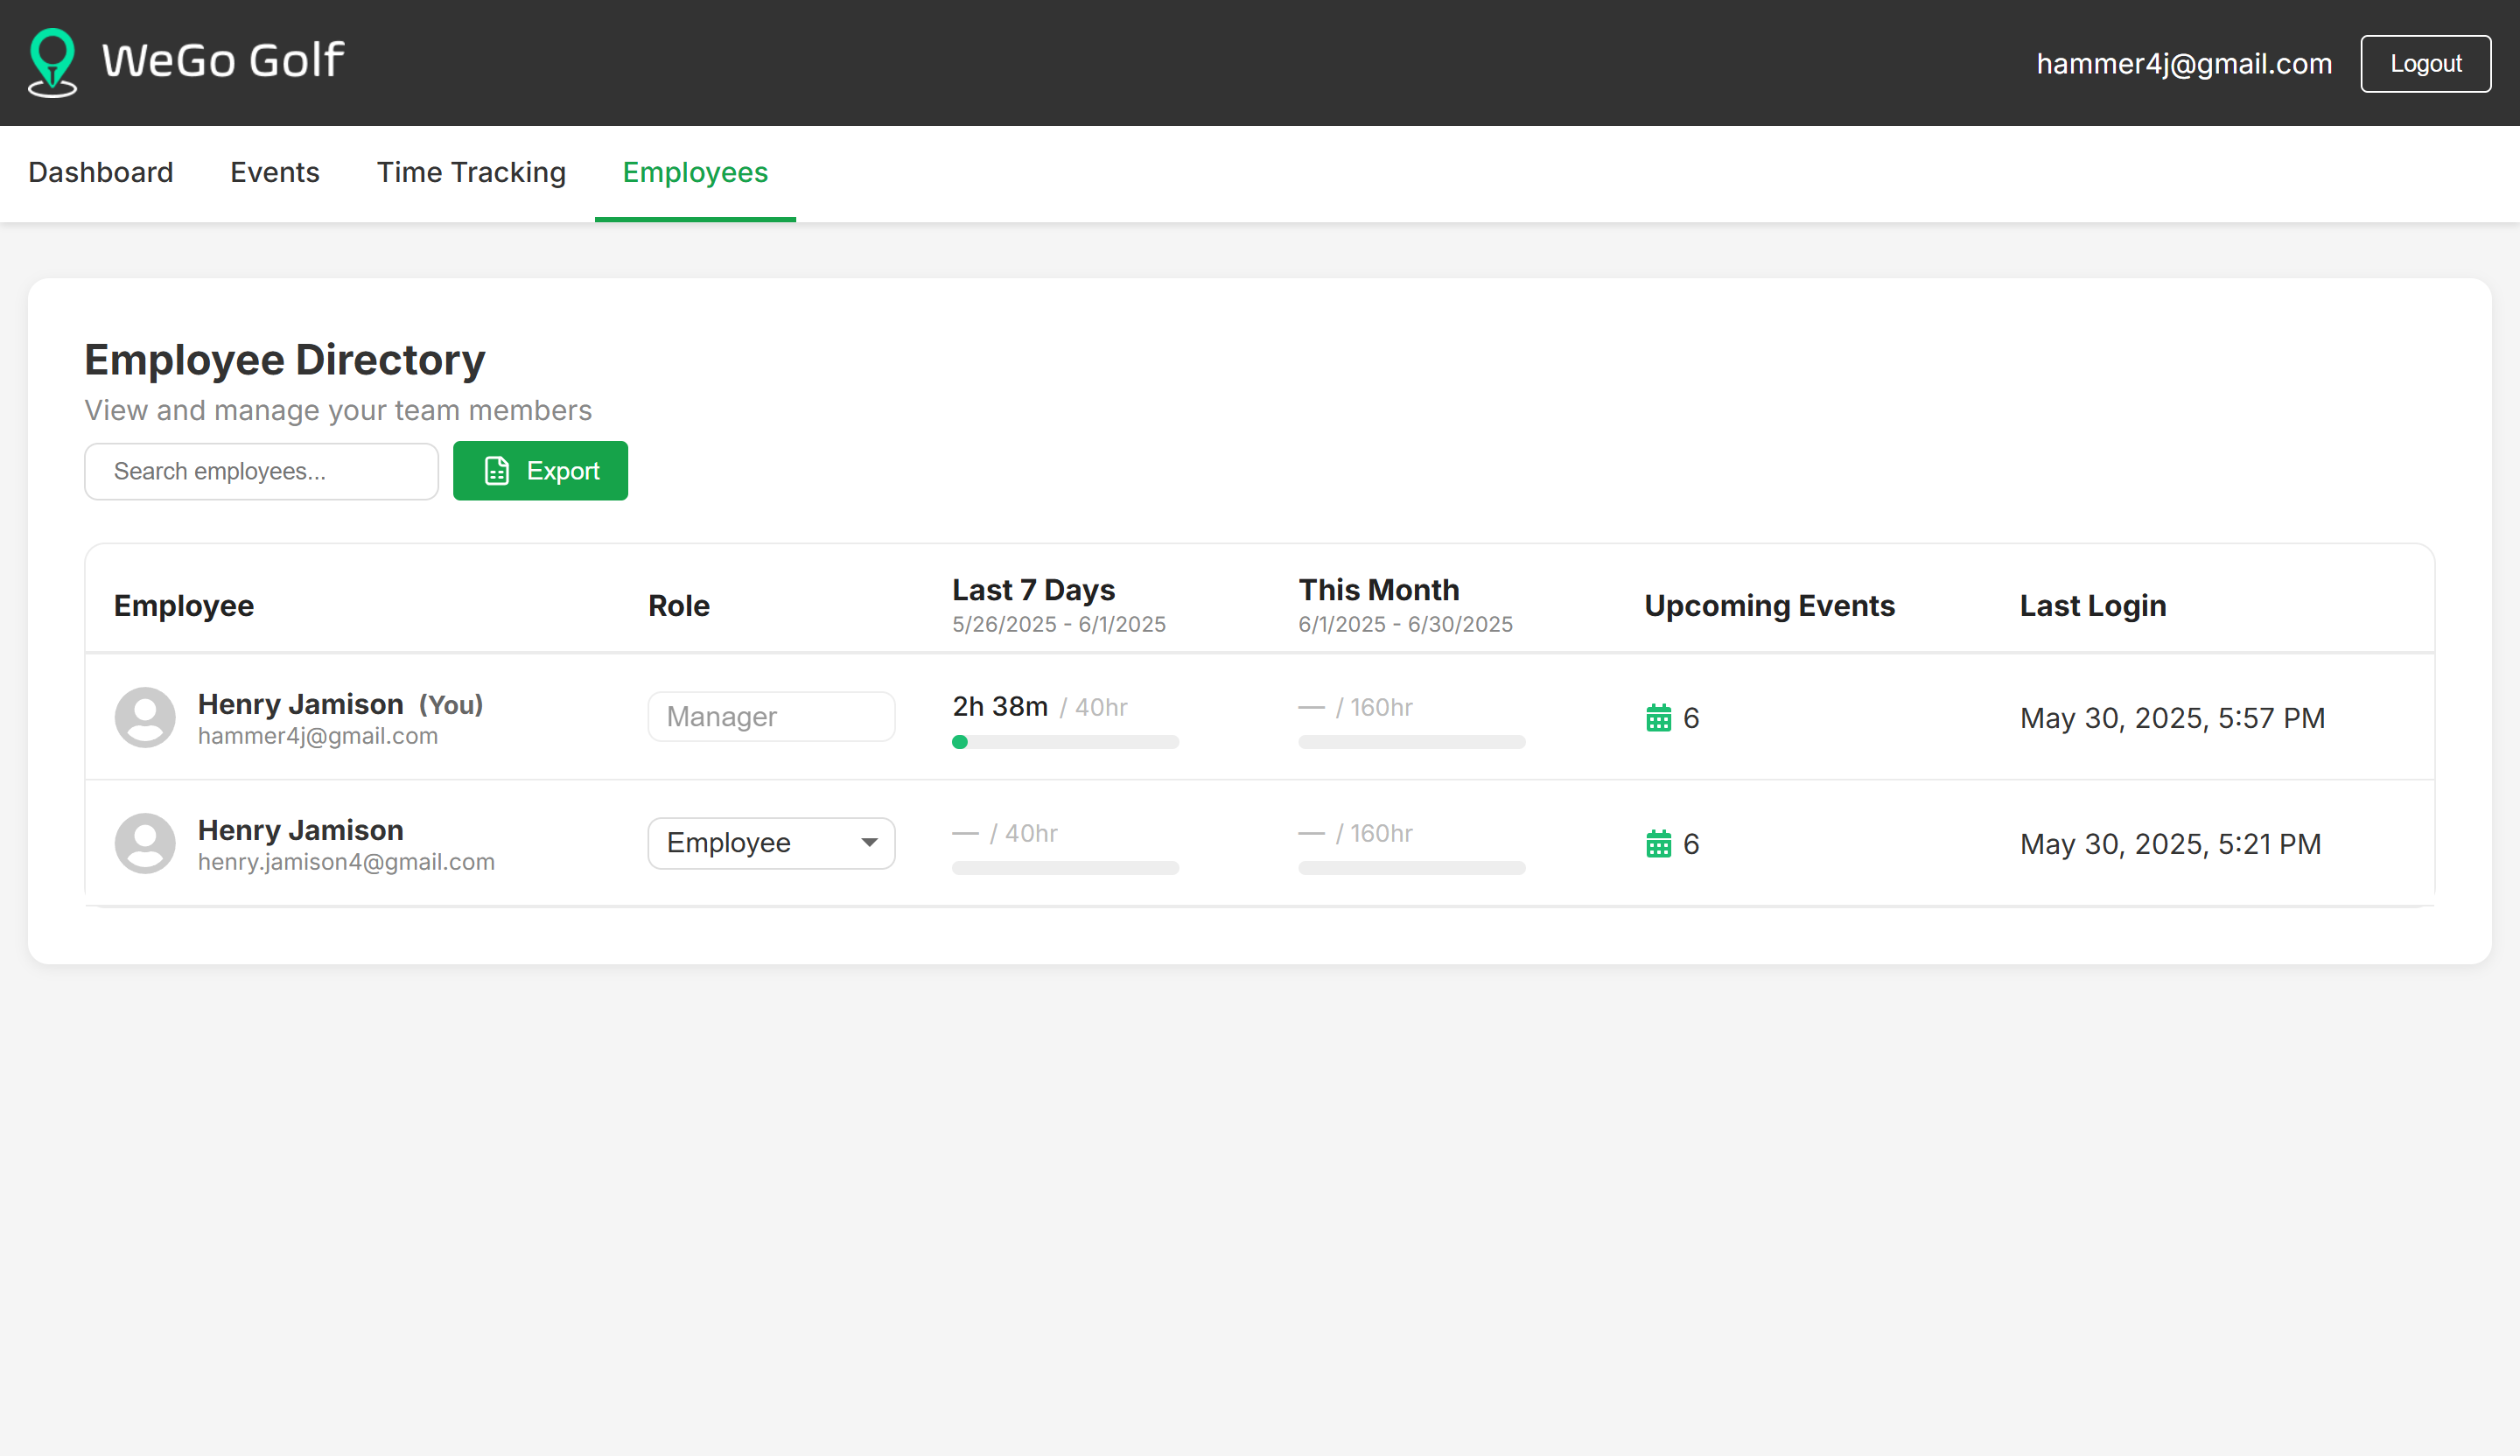 WeGo Golf
hammer4j@gmail.com
Logout
Dashboard
Events
Time Tracking
Employees
Employee Directory
View and manage your team members
Search employees...
Export
Employee
Role
Last 7 Days
5/26/2025 - 6/1/2025
This Month
6/1/2025 - 6/30/2025
Upcoming Events
Last Login
Henry Jamison (You)
hammer4j@gmail.com
Manager
2h 38m / 40hr
— / 160hr
6
May 30, 2025, 5:57 PM
Henry Jamison
henry.jamison4@gmail.com
Employee
— / 40hr
— / 160hr
6
May 30, 2025, 5:21 PM